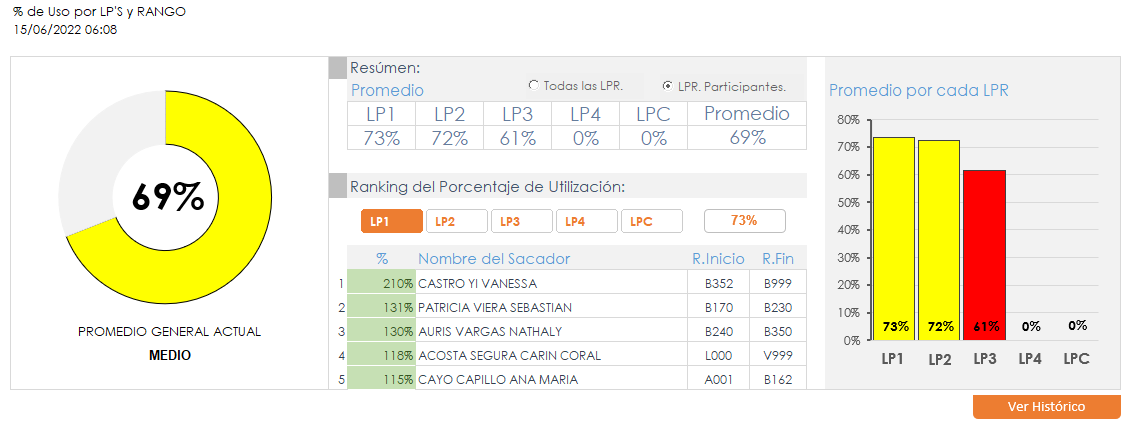 % de Uso por LP'S y RANGO
15/06/2022 06:08
69%
PROMEDIO GENERAL ACTUAL
MEDIO
Resúmen:
Promedio
Todas las LPR.
LPR. Participantes.
LP1 LP2 LP3 LP4 LPC Promedio
73% 72% 61% 0% 0% 69%
Ranking del Porcentaje de Utilización:
LP1 LP2 LP3 LP4 LPC 73%
% Nombre del Sacador R.Inicio R.Fin
1 210% CASTRO YI VANESSA B352 B999
2 131% PATRICIA VIERA SEBASTIAN B170 B230
3 130% AURIS VARGAS NATHALY B240 B350
4 118% ACOSTA SEGURA CARIN CORAL L000 V999
5 115% CAYO CAPILLO ANA MARIA A001 B162
Promedio por cada LPR
80%
70%
60%
50%
40%
30%
20%
10%
0%
73% 72% 61% 0% 0%
LP1 LP2 LP3 LP4 LPC
Ver Histórico